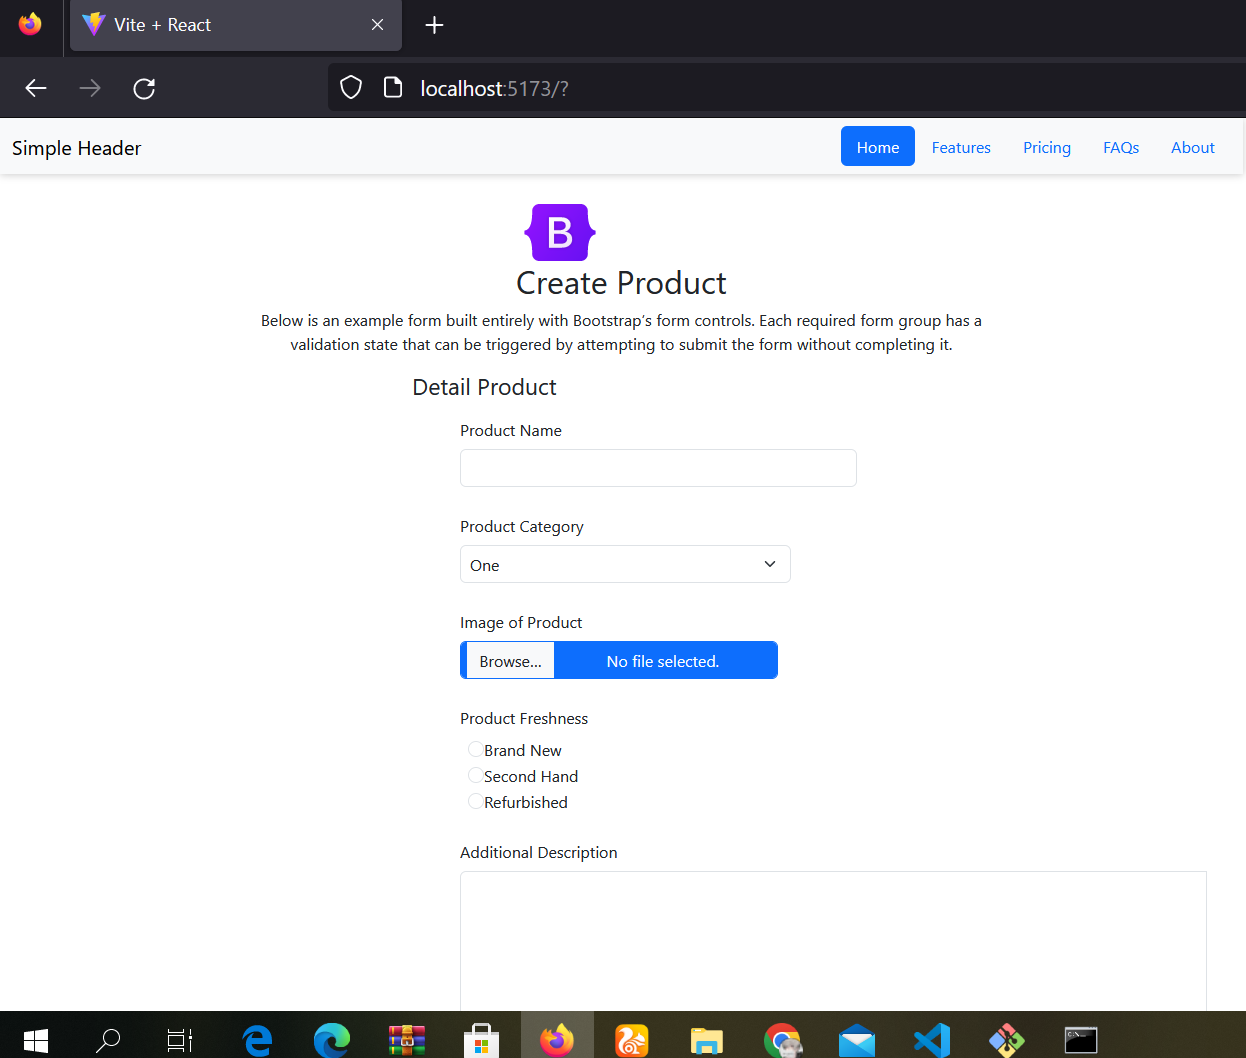 Vite + React
localhost:5173/?
Simple Header
Home
Features
Pricing
FAQs
About
B
Create Product
Below is an example form built entirely with Bootstrap's form controls. Each required form group has a
validation state that can be triggered by attempting to submit the form without completing it.
Detail Product
Product Name
Product Category
One
Image of Product
Browse... No file selected.
Product Freshness
Brand New
Second Hand
Refurbished
Additional Description